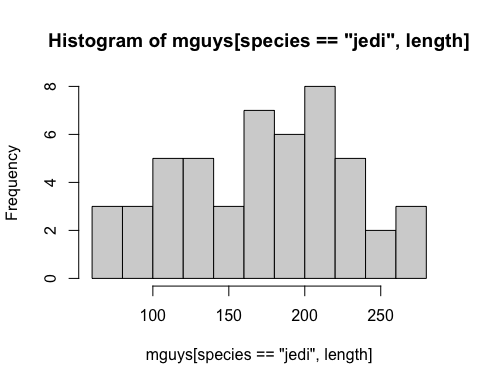 Histogram of mguys[species == "jedi", length]
Frequency
8
6
4
2
0
100 150 200 250
mguys[species == "jedi", length]